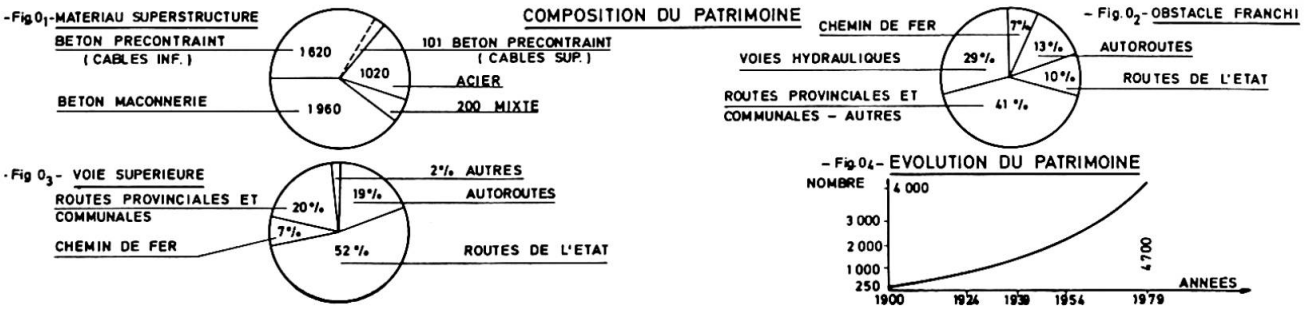 COMPOSITION DU PATRIMOINE
-Fig.0₁-MATERIAU SUPERSTRUCTURE
BETON PRECONTRAINT
( CABLES INF. )
1620
101 BETON PRECONTRAINT
( CABLES SUP. )
1020
ACIER
BETON MACONNERIE
1960
200 MIXTE
- Fig.0₂-OBSTACLE FRANCHI
CHEMIN DE FER
7%
13%
AUTOROUTES
VOIES HYDRAULIQUES
29%
10%
ROUTES DE L'ETAT
ROUTES PROVINCIALES ET
COMMUNALES - AUTRES
41 %
-Fig 0₃- VOIE SUPERIEURE
2% AUTRES
19%
AUTOROUTES
ROUTES PROVINCIALES ET
COMMUNALES
20%
CHEMIN DE FER
7%
52 %
ROUTES DE L'ETAT
- Fig.0₄- EVOLUTION DU PATRIMOINE
NOMBRE
4 000
3 000
2 000
1 000
250
4700
ANNEES
1900
1924
1939
1954
1979